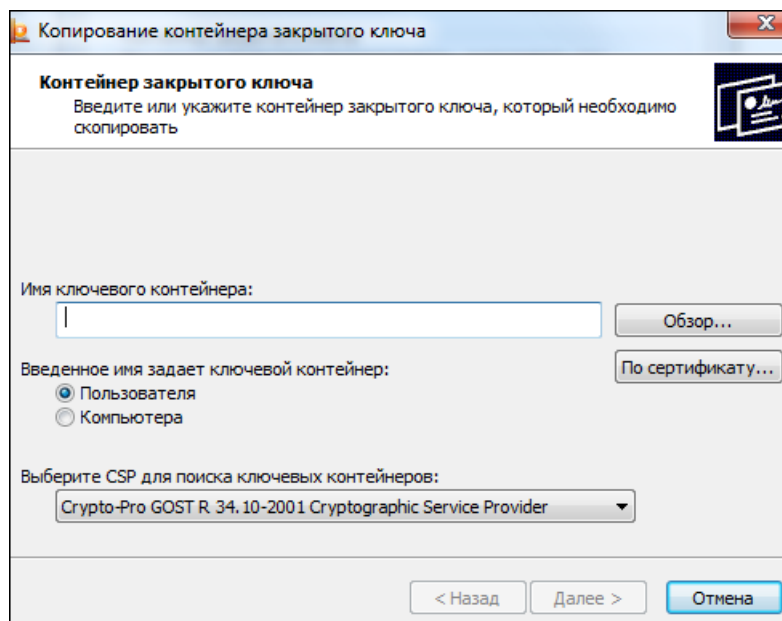 Копирование контейнера закрытого ключа
Контейнер закрытого ключа
Введите или укажите контейнер закрытого ключа, который необходимо
скопировать
Имя ключевого контейнера:
Обзор...
Введенное имя задает ключевой контейнер:
По сертификату...
Пользователя
Компьютера
Выберите CSP для поиска ключевых контейнеров:
Crypto-Pro GOST R 34.10-2001 Cryptographic Service Provider
< Назад
Далее >
Отмена